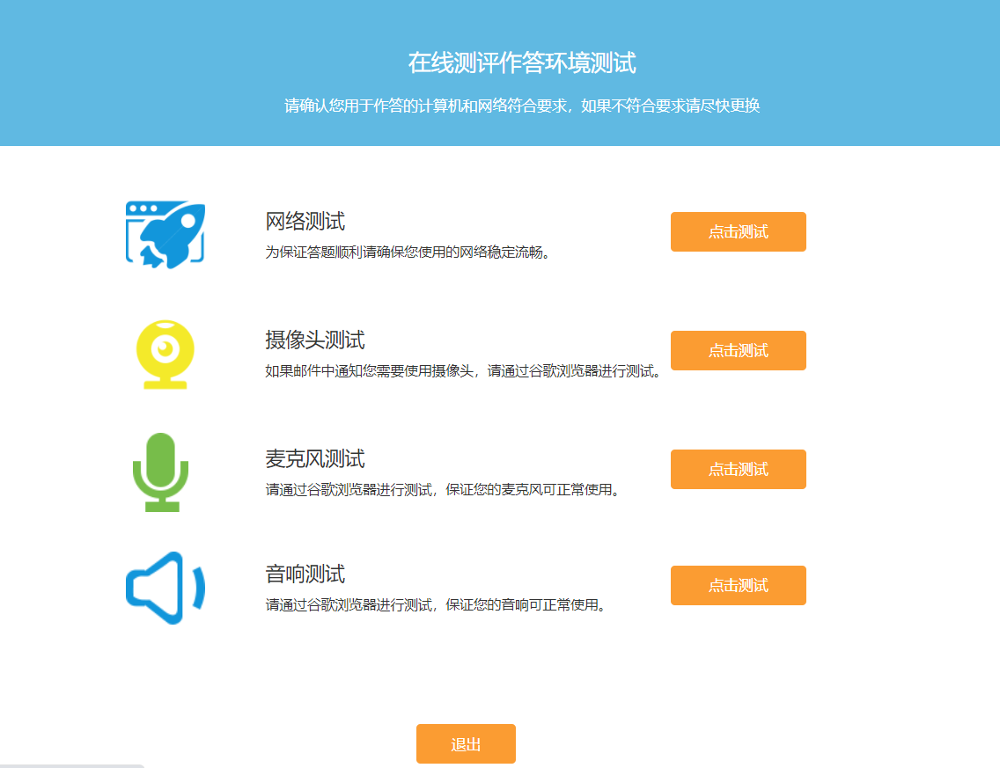 在线测评作答环境测试
请确认您用于作答的计算机和网络符合要求，如果不符合要求请尽快更换
网络测试
为保证答题顺利请确保您使用的网络稳定流畅。
点击测试
摄像头测试
如果邮件中通知您需要使用摄像头，请通过谷歌浏览器进行测试。
点击测试
麦克风测试
请通过谷歌浏览器进行测试，保证您的麦克风可正常使用。
点击测试
音响测试
请通过谷歌浏览器进行测试，保证您的音响可正常使用。
点击测试
退出